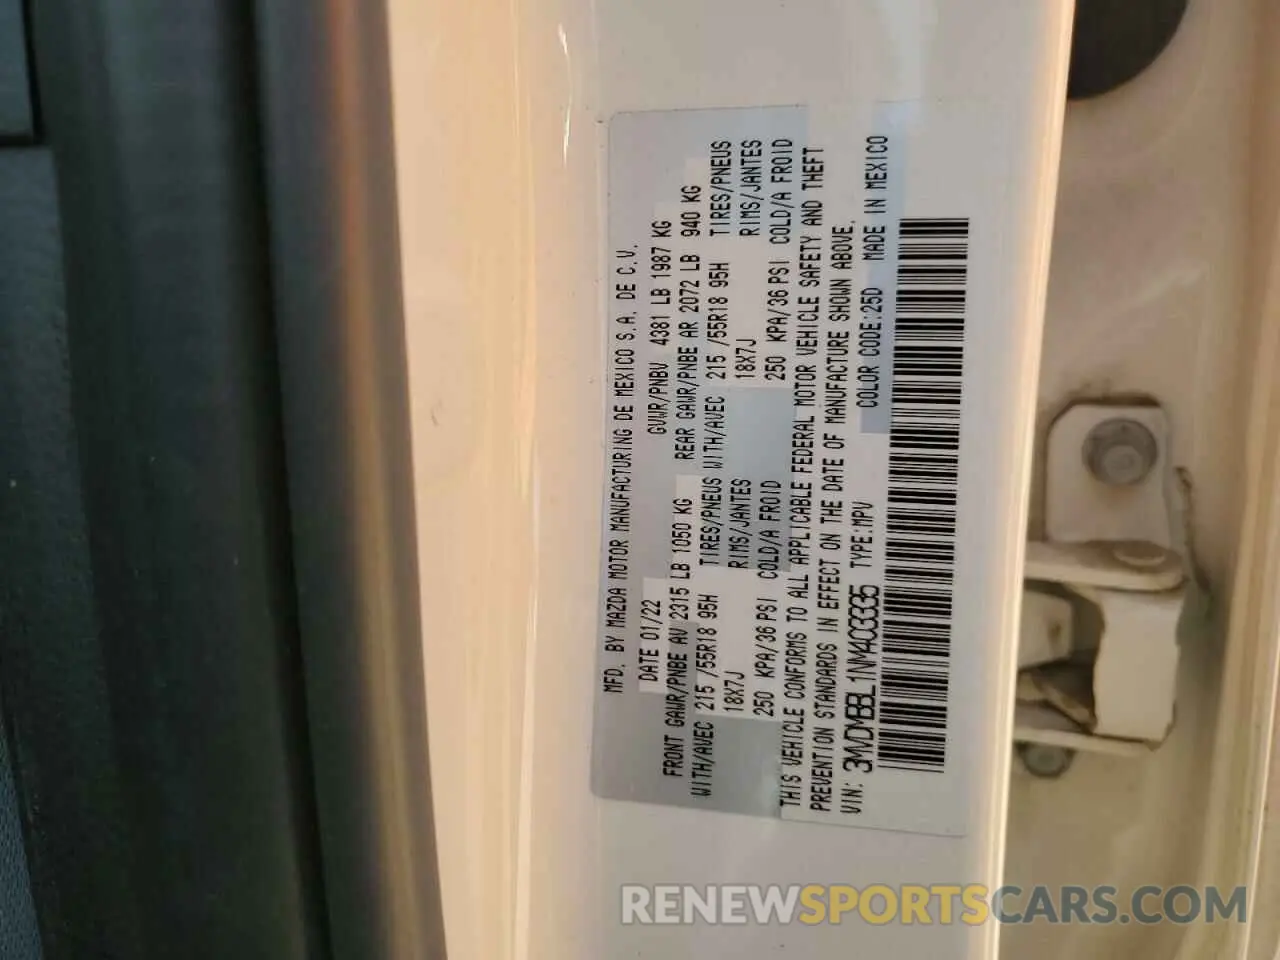 MFD. BY MAZDA MOTOR MANUFACTURING DE MEXICO S.A. DE C.V.
DATE 01/22 GVWR/PNBV 4381 LB 1987 KG
FRONT GAWR/PNBE AV 2315 LB 1050 KG REAR GAWR/PNBE AR 2072 LB 940 KG
WITH/AVEC 215 /55R18 95H TIRES/PNEUS WITH/AVEC 215 /55R18 95H TIRES/PNEUS
18X7J RIMS/JANTES 18X7J RIMS/JANTES
250 KPA/36 PSI COLD/A FROID 250 KPA/36 PSI COLD/A FROID
THIS VEHICLE CONFORMS TO ALL APPLICABLE FEDERAL MOTOR VEHICLE SAFETY AND THEFT
PREVENTION STANDARDS IN EFFECT ON THE DATE OF MANUFACTURE SHOWN ABOVE.
VIN: 3MVDMBBL1NM403335 TYPE:MPV COLOR CODE:25D MADE IN MEXICO
RENEWSPORTSCARS.COM